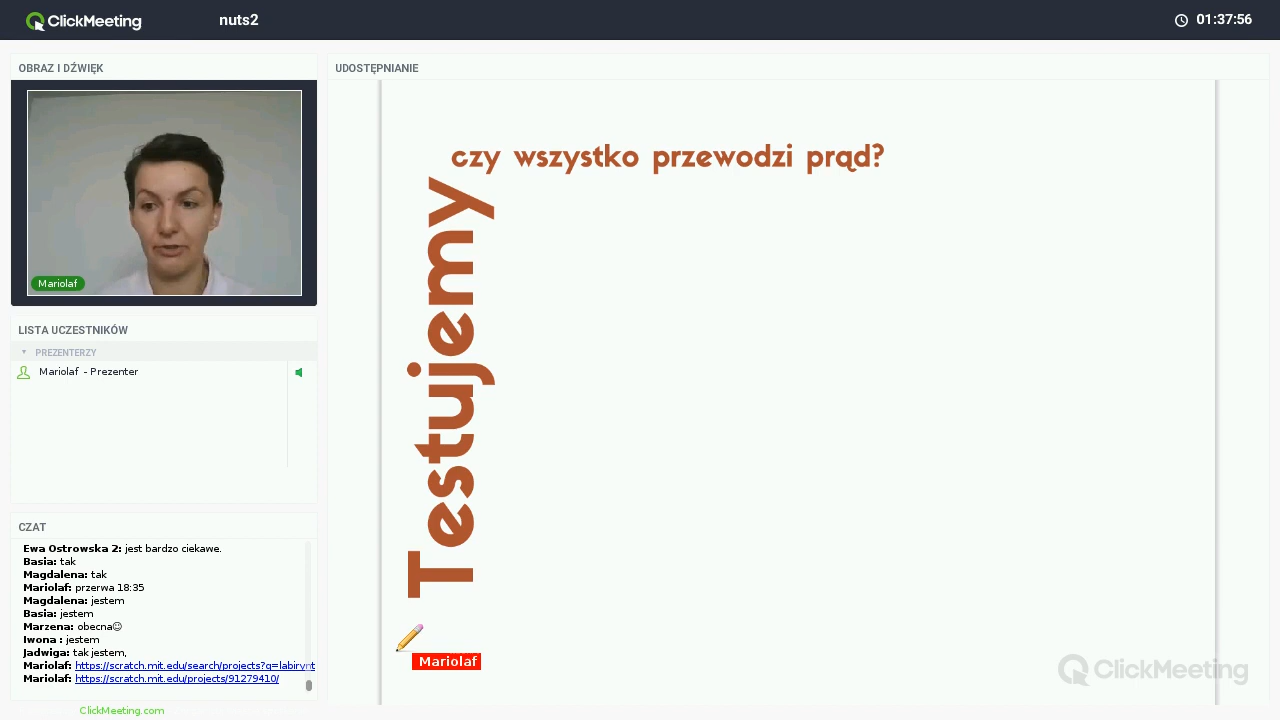 ClickMeeting
nuts2
01:37:56
OBRAZ I DŹWIĘK
Mariolaf
LISTA UCZESTNIKÓW
PREZENTERZY
Mariolaf - Prezenter
CZAT
Ewa Ostrowska 2: jest bardzo ciekawe.
Basia: tak
Magdalena: tak
Mariolaf: przerwa 18:35
Magdalena: jestem
Basia: jestem
Marzena: obecna☺
Iwona : jestem
Jadwiga: tak jestem,
Mariolaf: https://scratch.mit.edu/search/projects?q=labirynt
Mariolaf: https://scratch.mit.edu/projects/91279410/
ClickMeeting.com
UDOSTĘPNIANIE
czy wszystko przewodzi prąd?
Testujemy
Mariolaf
ClickMeeting